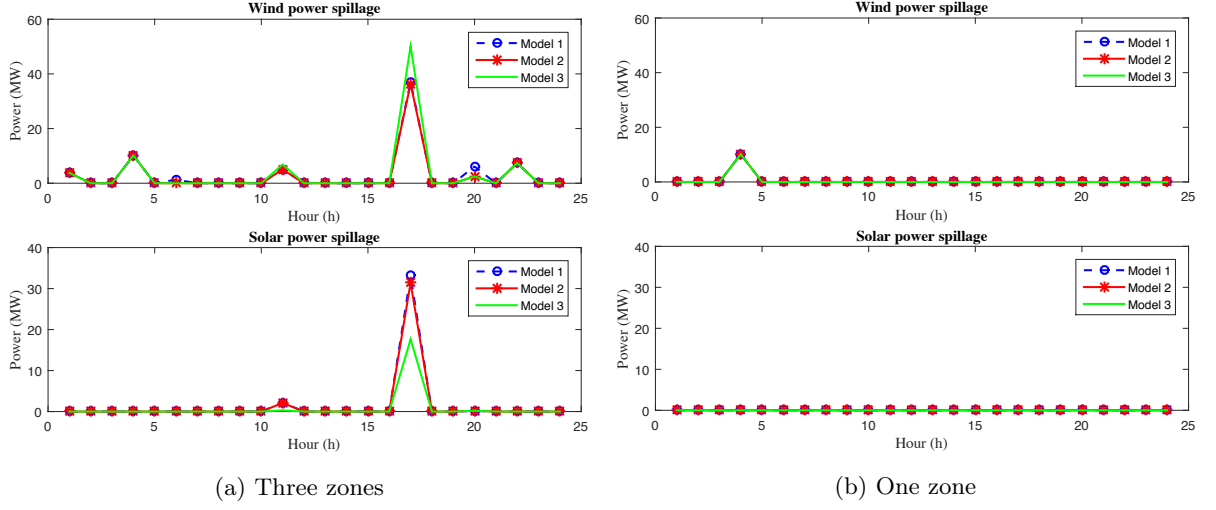 Wind power spillage
60
40
20
0
Power (MW)
0 5 10 15 20 25
Hour (h)
Model 1
Model 2
Model 3
Solar power spillage
40
30
20
10
0
Power (MW)
0 5 10 15 20 25
Hour (h)
Model 1
Model 2
Model 3
(a) Three zones
Wind power spillage
60
40
20
0
Power (MW)
0 5 10 15 20 25
Hour (h)
Model 1
Model 2
Model 3
Solar power spillage
40
30
20
10
0
Power (MW)
0 5 10 15 20 25
Hour (h)
Model 1
Model 2
Model 3
(b) One zone